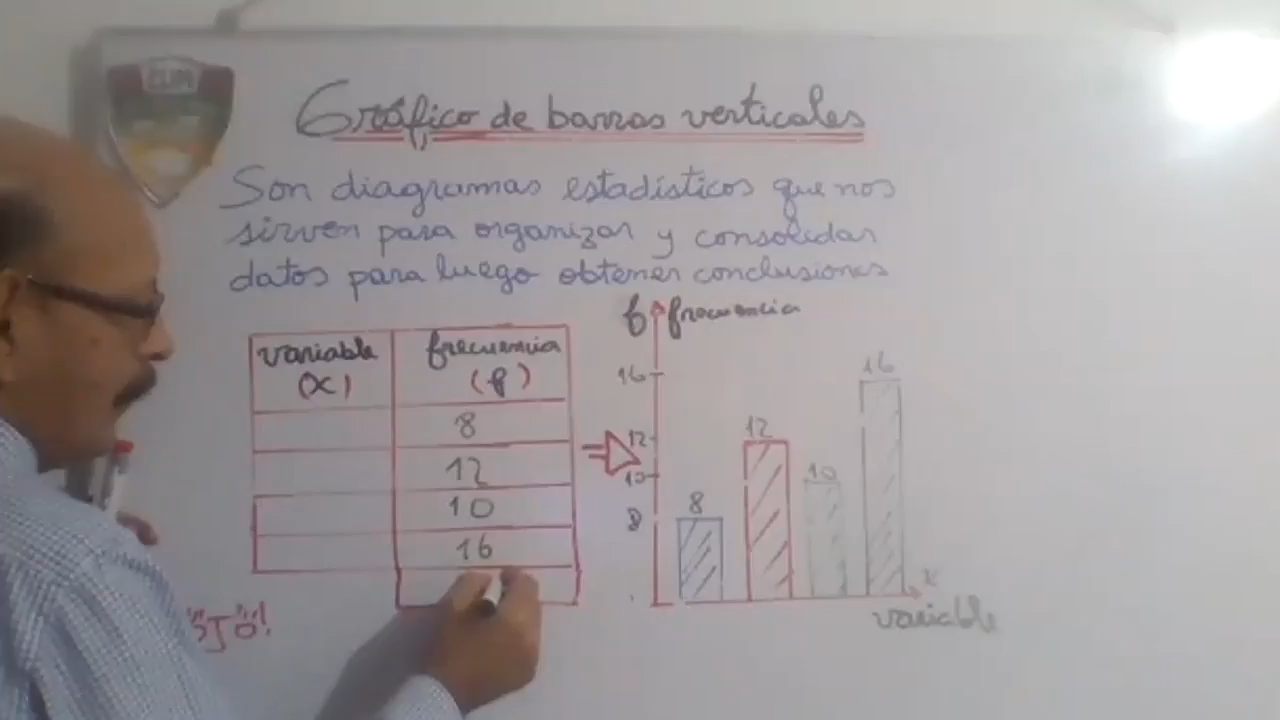 Gráfico de barras verticales
Son diagramas estadísticos que nos
sirven para organizar y consolidar
datos para luego obtener conclusiones
variable
(x)
frecuencia
(f)
8
12
10
16
f frecuencia
16
12
10
8
8
12
10
16
x
variable